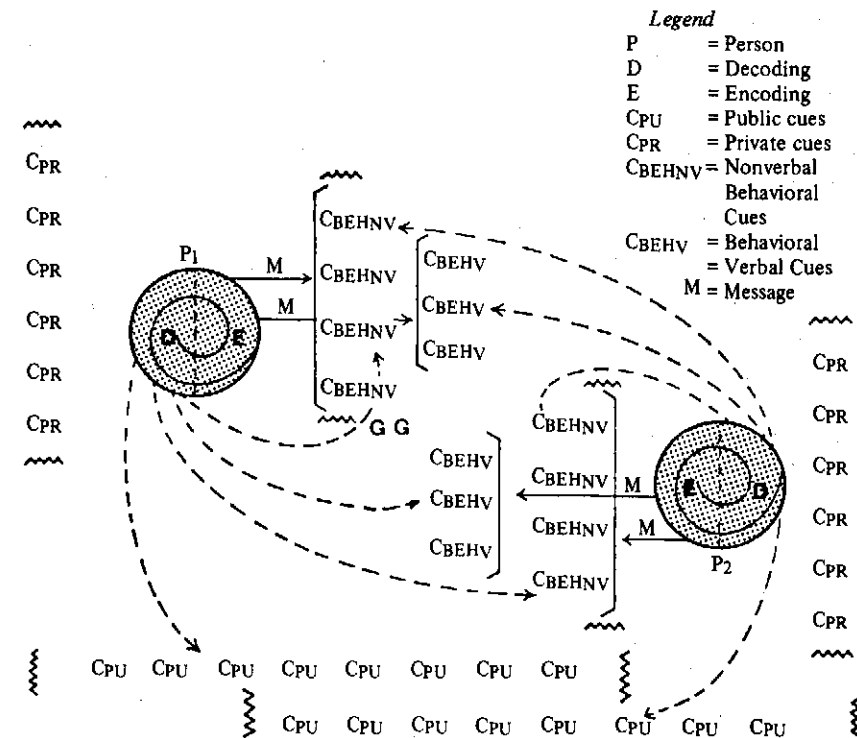 Legend
P = Person
D = Decoding
E = Encoding
CPU = Public cues
CPR = Private cues
CBEHNV = Nonverbal
Behavioral
Cues
CBEHV = Behavioral
= Verbal Cues
M = Message
CPR
CPR
CPR
CPR
CPR
CPR
P1
D E
M
M
CBEHNV
CBEHNV
CBEHNV
CBEHNV
CBEHV
CBEHV
CBEHV
G G
CBEHV
CBEHV
CBEHV
CBEHNV
CBEHNV
CBEHNV
CBEHNV
M
M
E D
P2
CPR
CPR
CPR
CPR
CPR
CPR
CPU CPU CPU CPU CPU CPU CPU CPU
CPU CPU CPU CPU CPU CPU CPU CPU